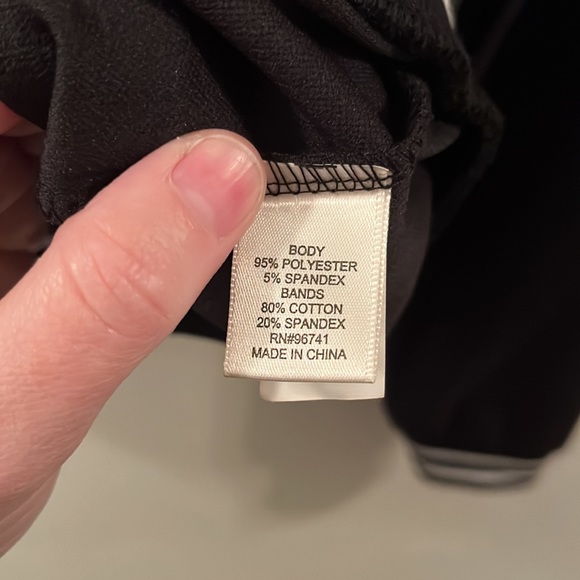 BODY
95% POLYESTER
5% SPANDEX
BANDS
80% COTTON
20% SPANDEX
RN#96741
MADE IN CHINA